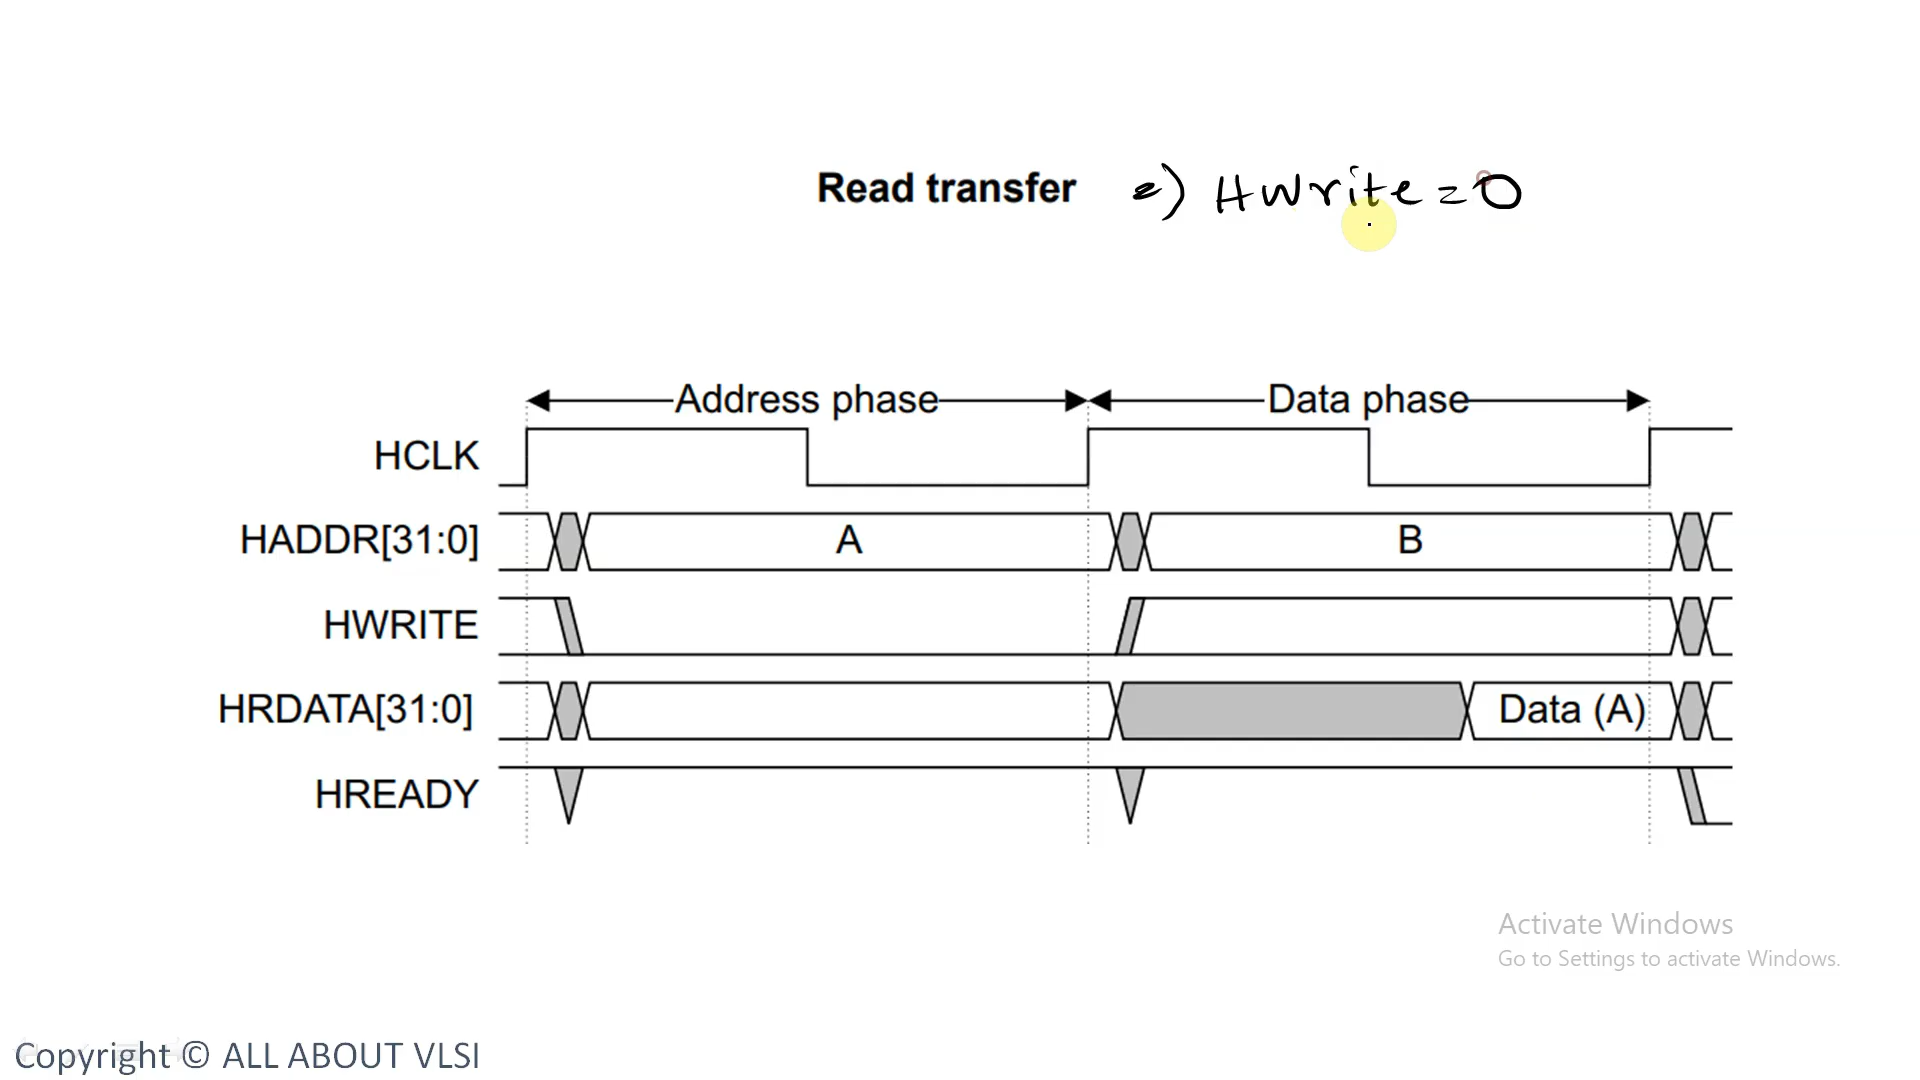 Read transfer => HWrite = 0
Address phase Data phase
HCLK
HADDR[31:0] A B
HWRITE
HRDATA[31:0] Data (A)
HREADY
Activate Windows
Go to Settings to activate Windows.
Copyright © ALL ABOUT VLSI